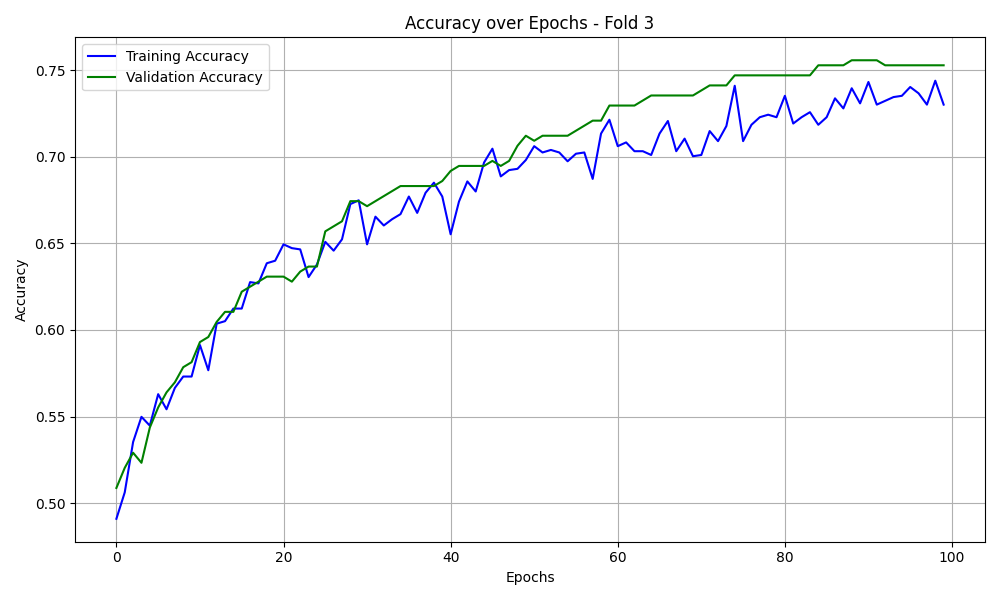 Accuracy over Epochs - Fold 3
Training Accuracy
Validation Accuracy
Accuracy
0.75
0.70
0.65
0.60
0.55
0.50
0 20 40 60 80 100
Epochs